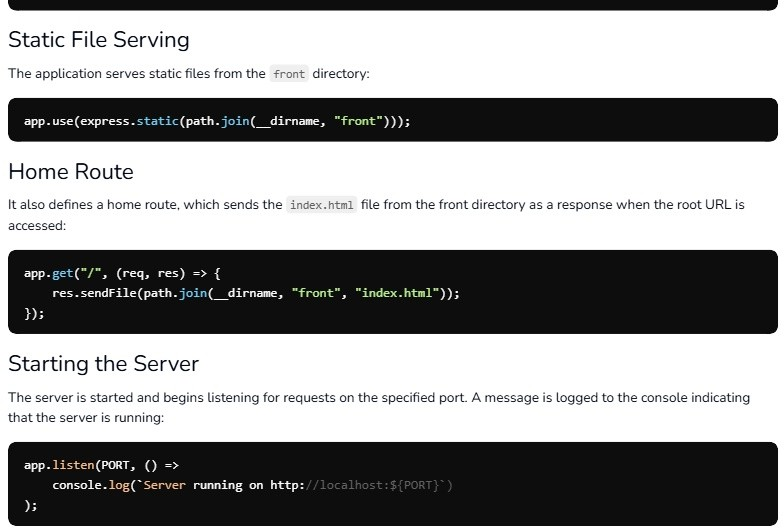 Static File Serving
The application serves static files from the front directory:
app.use(express.static(path.join(__dirname, "front")));
Home Route
It also defines a home route, which sends the index.html file from the front directory as a response when the root URL is
accessed:
app.get("/", (req, res) => {
    res.sendFile(path.join(__dirname, "front", "index.html"));
});
Starting the Server
The server is started and begins listening for requests on the specified port. A message is logged to the console indicating
that the server is running:
app.listen(PORT, () =>
    console.log(`Server running on http://localhost:${PORT}`)
);